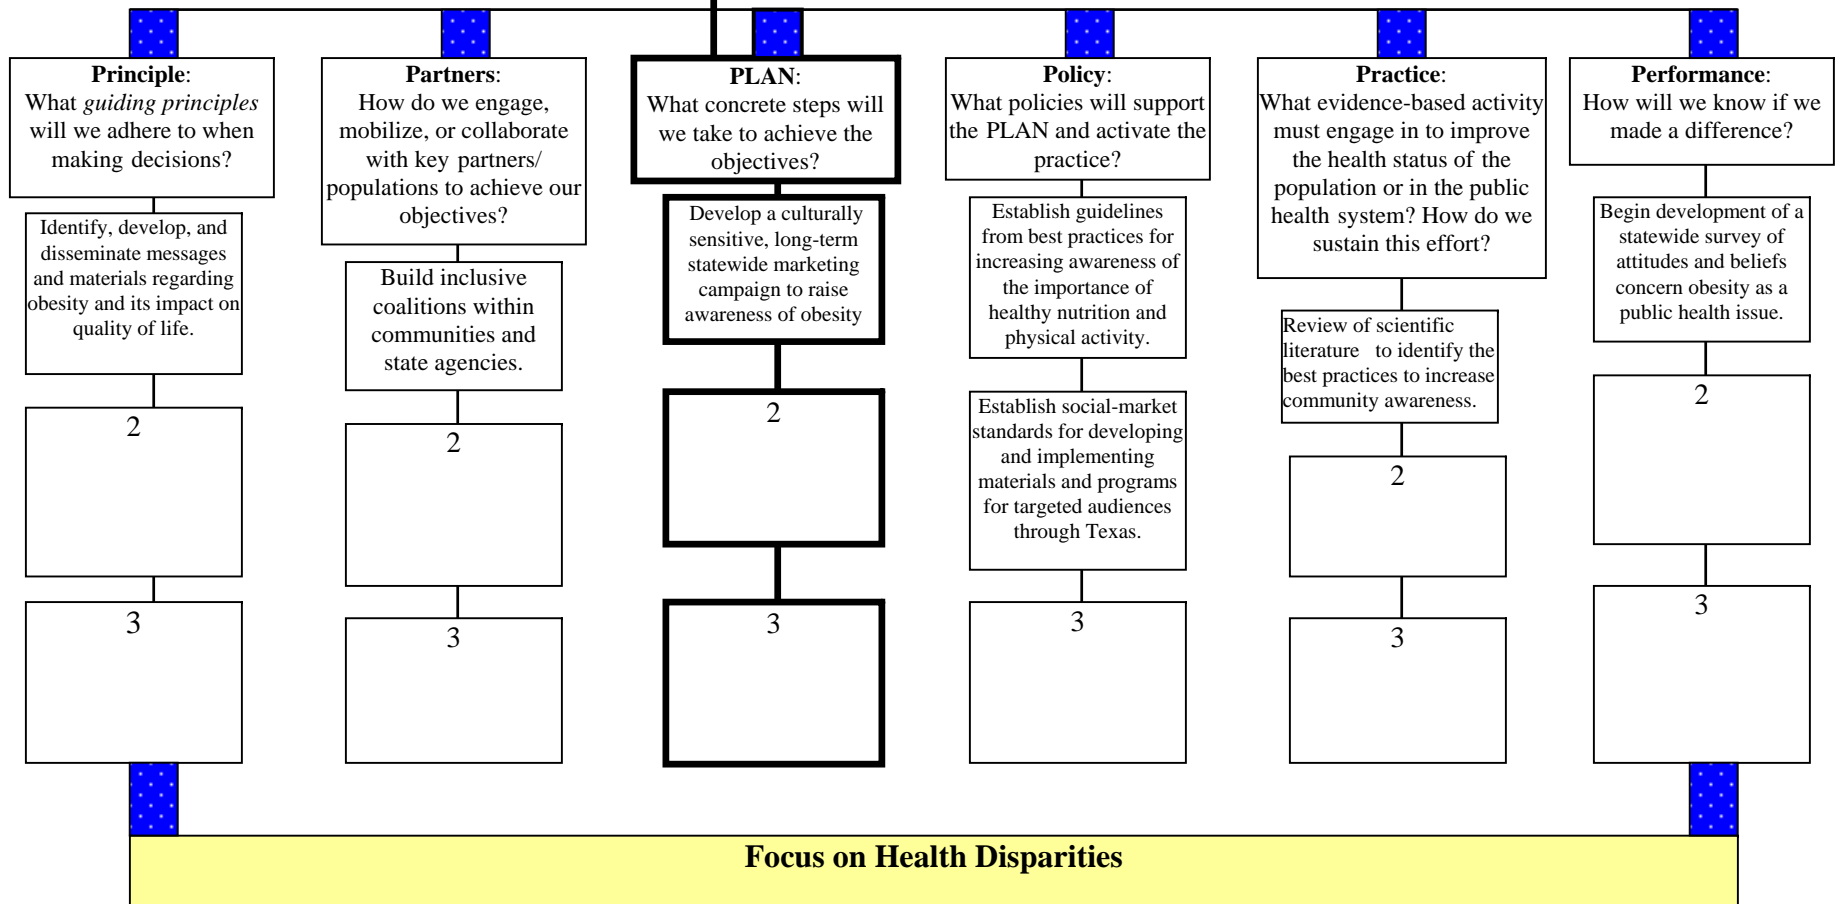 Principle:
What guiding principles
will we adhere to when
making decisions?
Identify, develop, and
disseminate messages
and materials regarding
obesity and its impact on
quality of life.
2
3
Partners:
How do we engage,
mobilize, or collaborate
with key partners/
populations to achieve our
objectives?
Build inclusive
coalitions within
communities and
state agencies.
2
3
PLAN:
What concrete steps will
we take to achieve the
objectives?
Develop a culturally
sensitive, long-term
statewide marketing
campaign to raise
awareness of obesity
2
3
Policy:
What policies will support
the PLAN and activate the
practice?
Establish guidelines
from best practices for
increasing awareness of
the importance of
healthy nutrition and
physical activity.
Establish social-market
standards for developing
and implementing
materials and programs
for targeted audiences
through Texas.
3
Practice:
What evidence-based activity
must engage in to improve
the health status of the
population or in the public
health system? How do we
sustain this effort?
Review of scientific
literature to identify the
best practices to increase
community awareness.
2
3
Performance:
How will we know if we
made a difference?
Begin development of a
statewide survey of
attitudes and beliefs
concern obesity as a
public health issue.
2
3
Focus on Health Disparities